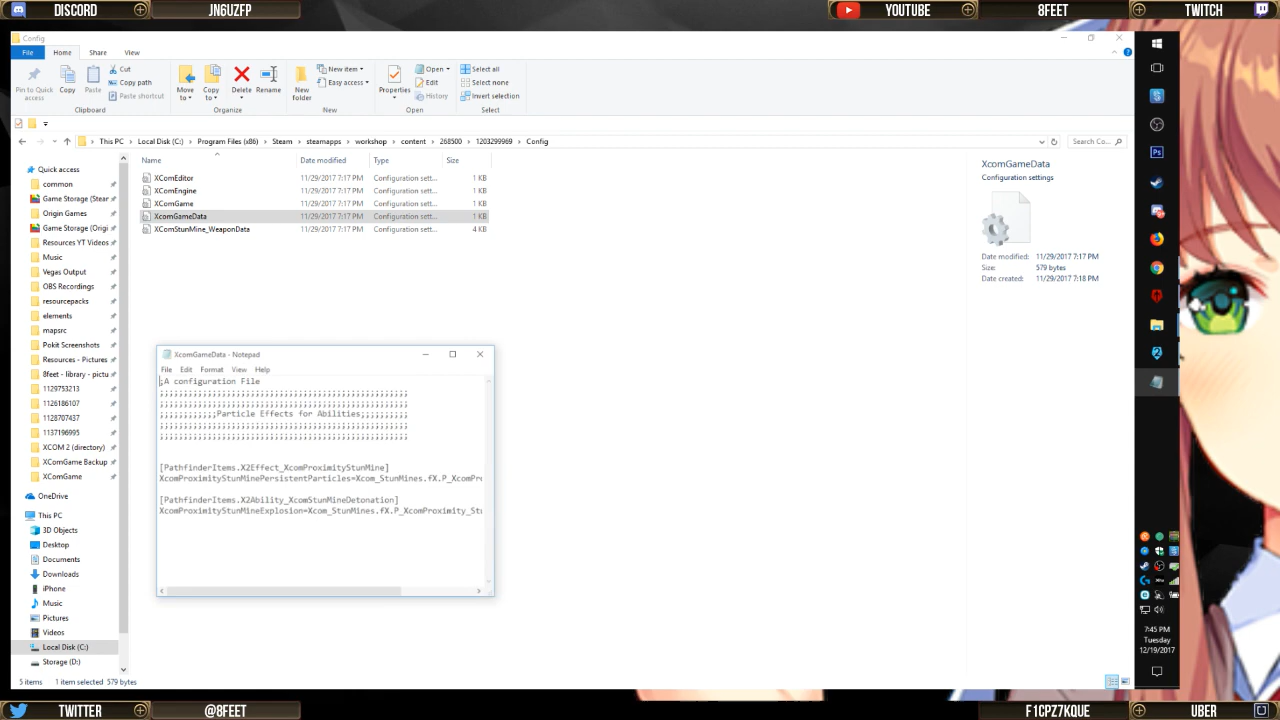 DISCORD
JN6UZFP
YOUTUBE
8FEET
TWITCH
Config
File
Home
Share
View
Pin to Quick access
Copy
Paste
Cut
Copy path
Paste shortcut
Clipboard
Move to
Copy to
Delete
Rename
Organize
New folder
New item
Easy access
New
Properties
Open
Edit
History
Open
Select all
Select none
Invert selection
Select
This PC
Local Disk (C:)
Program Files (x86)
Steam
steamapps
workshop
content
268500
1203299969
Config
Search Co...
Name
Date modified
Type
Size
XComEditor 11/29/2017 7:17 PM Configuration sett... 1 KB
XComEngine 11/29/2017 7:17 PM Configuration sett... 1 KB
XComGame 11/29/2017 7:17 PM Configuration sett... 1 KB
XcomGameData 11/29/2017 7:17 PM Configuration sett... 1 KB
XComStunMine_WeaponData 11/29/2017 7:17 PM Configuration sett... 4 KB
Quick access
common
Game Storage (Stear
Origin Games
Game Storage (Origi
Resources YT Videos
Music
Vegas Output
OBS Recordings
resourcepacks
elements
mapsrc
Pokit Screenshots
Resources - Pictures
8feet - library - pictu
1129753213
1126186107
1128707437
1137196995
XCOM 2 (directory)
XComGame Backup
XComGame
OneDrive
This PC
3D Objects
Desktop
Documents
Downloads
iPhone
Music
Pictures
Videos
Local Disk (C:)
Storage (D:)
5 items
1 item selected 579 bytes
XcomGameData
Configuration settings
Date modified: 11/29/2017 7:17 PM
Size: 579 bytes
Date created: 11/29/2017 7:18 PM
XcomGameData - Notepad
File Edit Format View Help
;A configuration File
;;;;;;;;;;;;;;;;;;;;;;;;;;;;;;;;;;;;;;;;;;;;;;
;;;;;;;;;;;;;;;;;;;;;;;;;;;;;;;;;;;;;;;;;;;;;;
;;;;;;;;;;;Particle Effects for Abilities;;;;;;;;;
;;;;;;;;;;;;;;;;;;;;;;;;;;;;;;;;;;;;;;;;;;;;;;
;;;;;;;;;;;;;;;;;;;;;;;;;;;;;;;;;;;;;;;;;;;;;;
[PathfinderItems.X2Effect_XcomProximityStunMine]
XcomProximityStunMinePersistentParticles=Xcom_StunMines.fX.P_XcomPr
[PathfinderItems.X2Ability_XcomStunMineDetonation]
XcomProximityStunMineExplosion=Xcom_StunMines.fX.P_XcomProximity_Stu
7:45 PM
Tuesday
12/19/2017
TWITTER
@8FEET
F1CPZ7KQUE
UBER